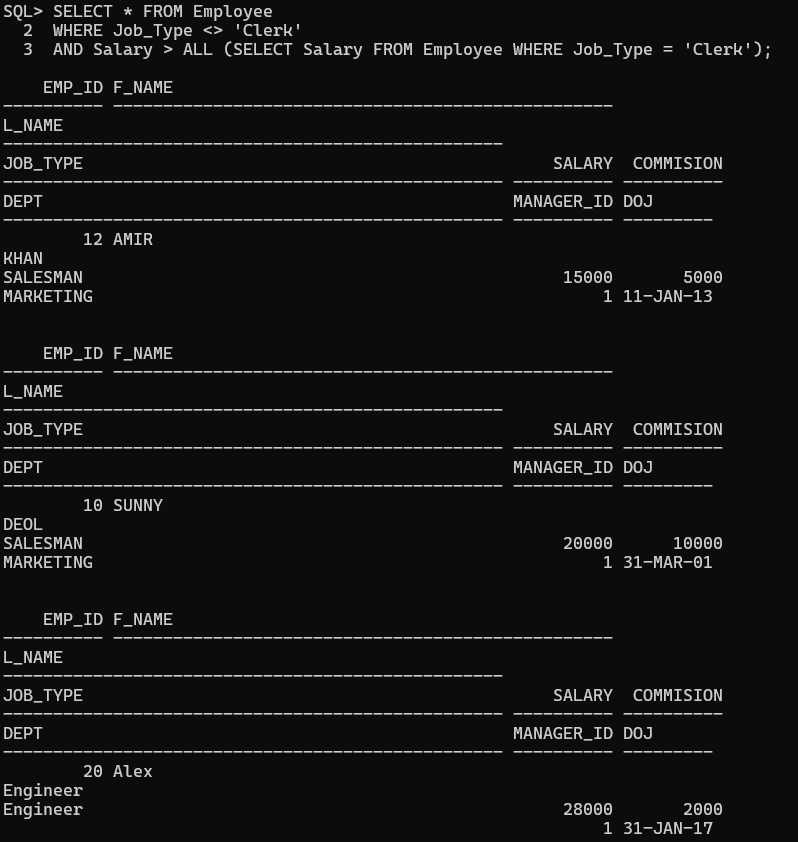 SQL> SELECT * FROM Employee
  2  WHERE Job_Type <> 'Clerk'
  3  AND Salary > ALL (SELECT Salary FROM Employee WHERE Job_Type = 'Clerk');

    EMP_ID F_NAME
---------- --------------------------------------------------
L_NAME
--------------------------------------------------
JOB_TYPE                                               SALARY  COMMISION
-------------------------------------------------- ---------- ----------
DEPT                                               MANAGER_ID DOJ
-------------------------------------------------- ---------- ---------
        12 AMIR
KHAN
SALESMAN                                                15000       5000
MARKETING                                                   1 11-JAN-13


    EMP_ID F_NAME
---------- --------------------------------------------------
L_NAME
--------------------------------------------------
JOB_TYPE                                               SALARY  COMMISION
-------------------------------------------------- ---------- ----------
DEPT                                               MANAGER_ID DOJ
-------------------------------------------------- ---------- ---------
        10 SUNNY
DEOL
SALESMAN                                                20000      10000
MARKETING                                                   1 31-MAR-01


    EMP_ID F_NAME
---------- --------------------------------------------------
L_NAME
--------------------------------------------------
JOB_TYPE                                               SALARY  COMMISION
-------------------------------------------------- ---------- ----------
DEPT                                               MANAGER_ID DOJ
-------------------------------------------------- ---------- ---------
        20 Alex
Engineer
Engineer                                                28000       2000
                                                            1 31-JAN-17